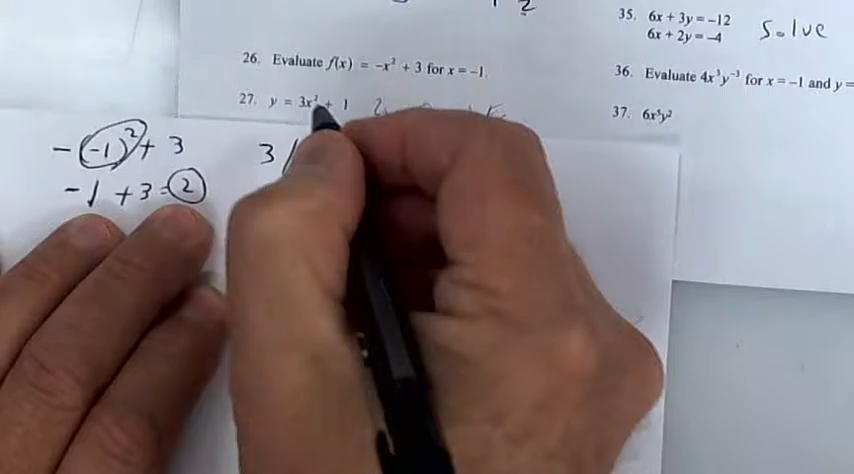 2
35. 6x + 3y = -12
6x + 2y = -4
Solve
26. Evaluate f(x) = -x² + 3 for x = -1.
36. Evaluate 4x³y⁻³ for x = -1 and y =
27. y = 3x² + 1
37. 6x⁵y²
- (-1)² + 3
-1 + 3 = 2
3